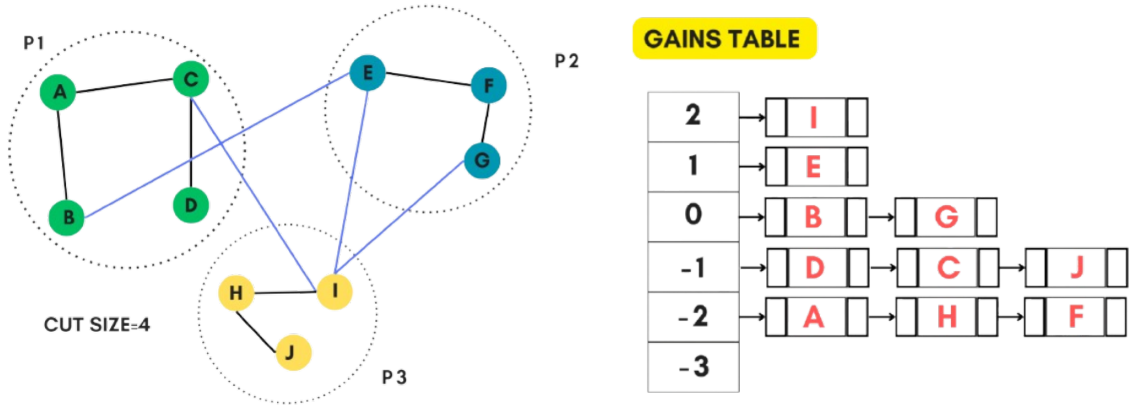 P1
P2
A
C
B
D
E
F
G
H
I
J
CUT SIZE=4
P3
GAINS TABLE
2 I
1 E
0 B G
-1 D C J
-2 A H F
-3